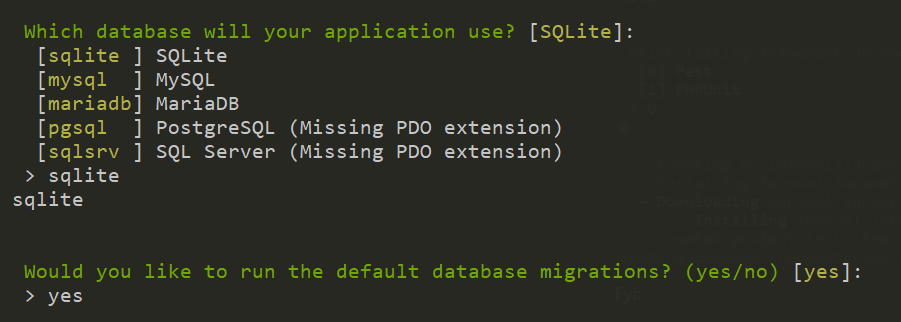 Which database will your application use? [SQLite]:
[sqlite ] SQLite
[mysql  ] MySQL
[mariadb] MariaDB
[pgsql  ] PostgreSQL (Missing PDO extension)
[sqlsrv ] SQL Server (Missing PDO extension)
> sqlite
sqlite
Would you like to run the default database migrations? (yes/no) [yes]:
> yes